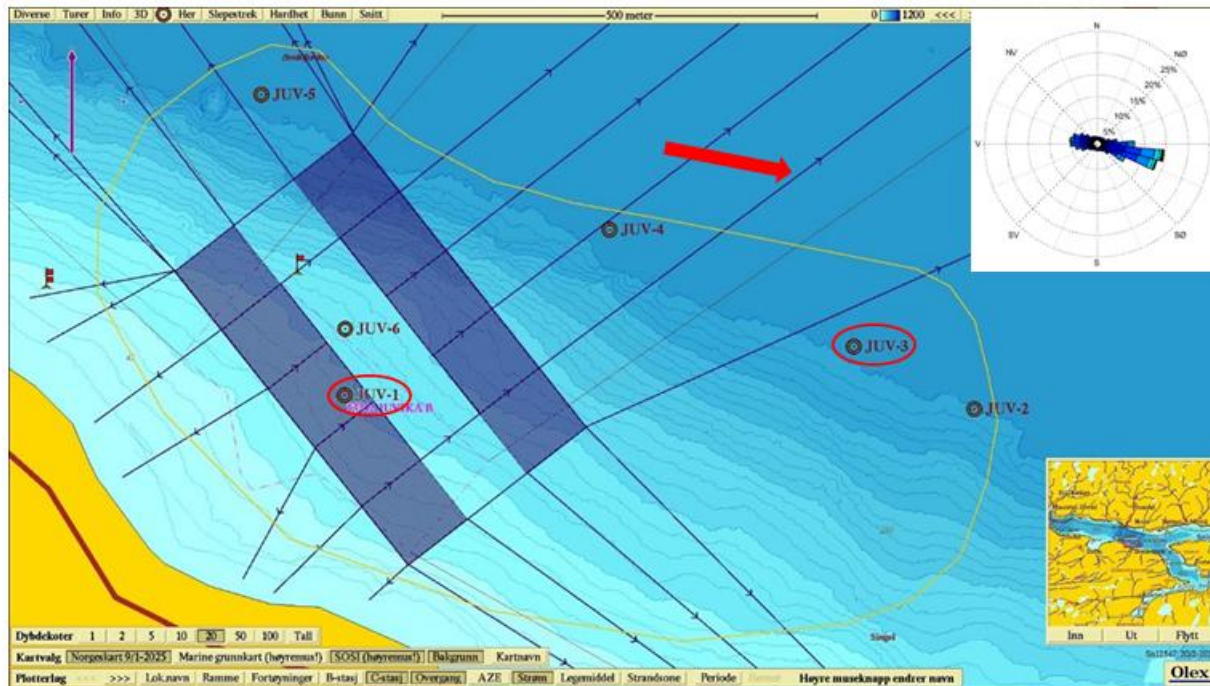 Diverse Turer Info 3D Her Slepestrek Hardhet Bunn Snitt 500 meter 0 1200 <<<
N
NV
NØ
25%
20%
15%
10%
5%
V
SV
SØ
S
JUV-5
JUV-4
JUV-6
JUV-3
JUV-1
JUV-2
Dybdekoter 1 2 5 10 20 50 100 Tall
Inn Ut Flytt
Kartvalg Norgeskart 9/1-2025 Marine grunnkart (høyremus!) SOSI (høyremus!) Bakgrunn Kartnavn
Plotterlag <<< >>> Lok.navn Ramme Fortøyninger B-stasj C-stasj Overgang AZE Strøm Legemiddel Strandsone Periode Høyre museknapp endrer navn Olex